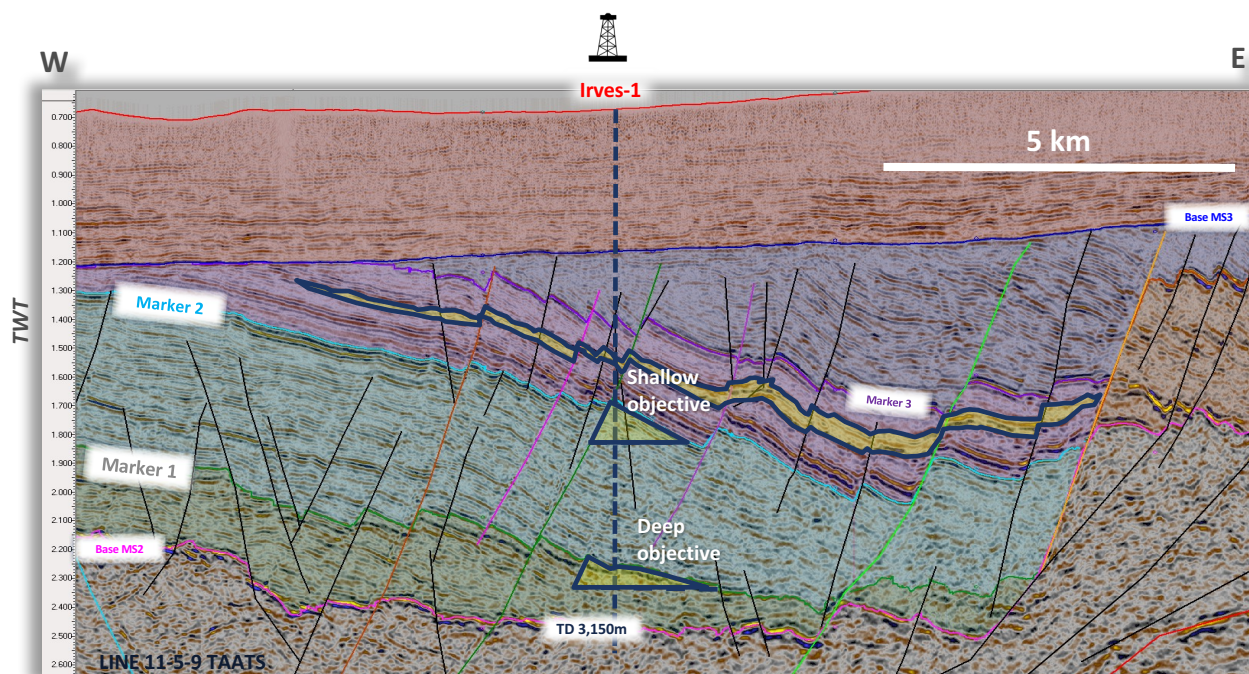 W
E
Irves-1
0.700
0.800
0.900
1.000
1.100
1.200
1.300
1.400
1.500
1.600
1.700
1.800
1.900
2.000
2.100
2.200
2.300
2.400
2.500
2.600
TWT
5 km
Base MS3
Marker 2
Shallow
objective
Marker 3
Marker 1
Deep
objective
Base MS2
TD 3,150m
LINE 11-5-9 TAATS